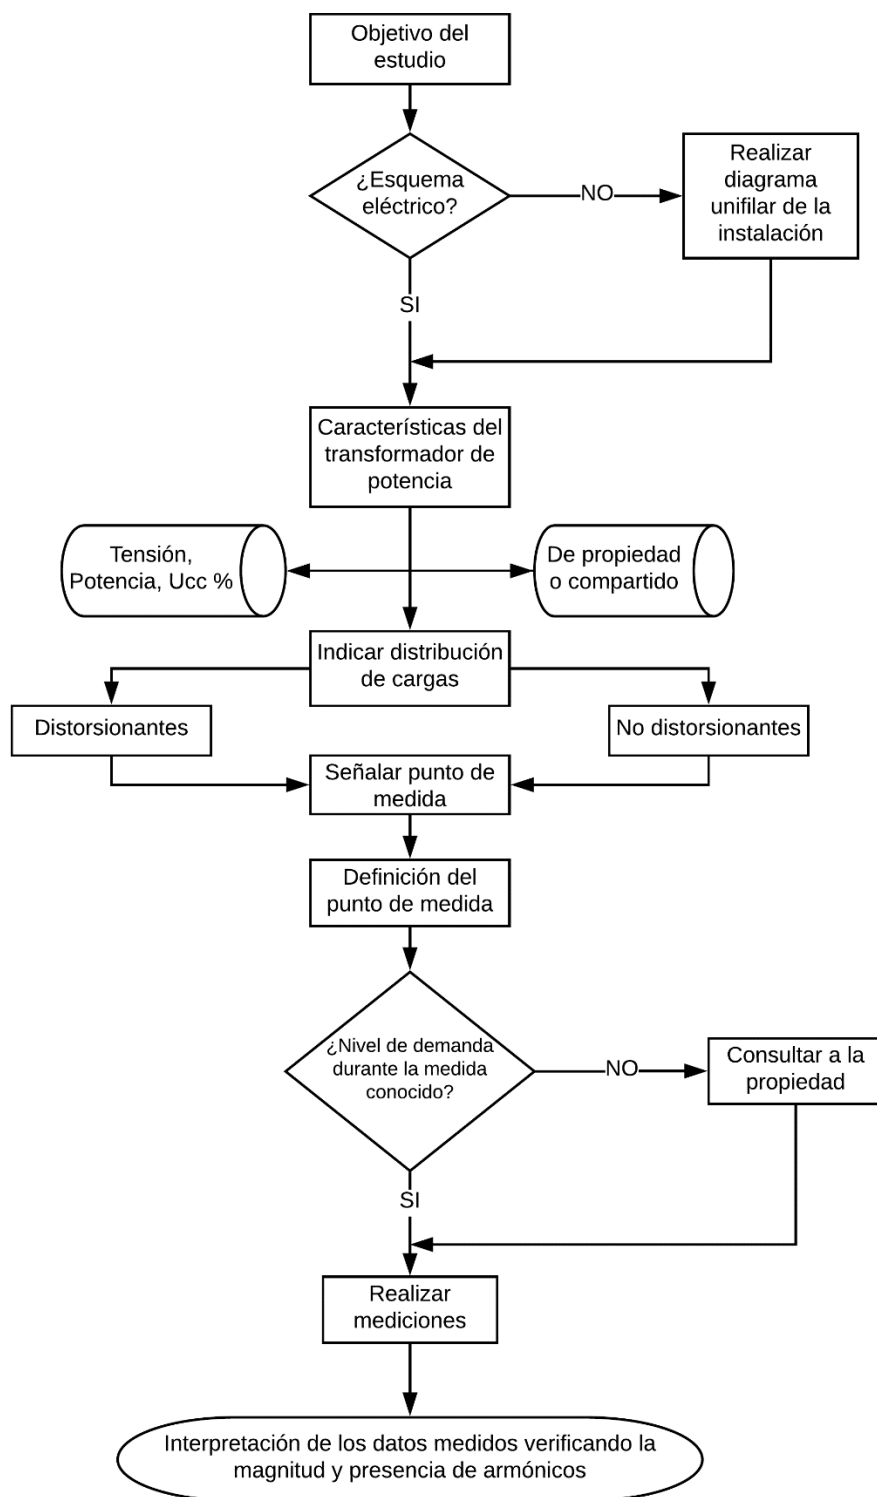 Objetivo del
estudio
¿Esquema
eléctrico?
NO
Realizar
diagrama
unifilar de la
instalación
SI
Características del
transformador de
potencia
Tensión,
Potencia, Ucc %
De propiedad
o compartido
Indicar distribución
de cargas
Distorsionantes
No distorsionantes
Señalar punto de
medida
Definición del
punto de medida
¿Nivel de demanda
durante la medida
conocido?
NO
Consultar a la
propiedad
SI
Realizar
mediciones
Interpretación de los datos medidos verificando la
magnitud y presencia de armónicos